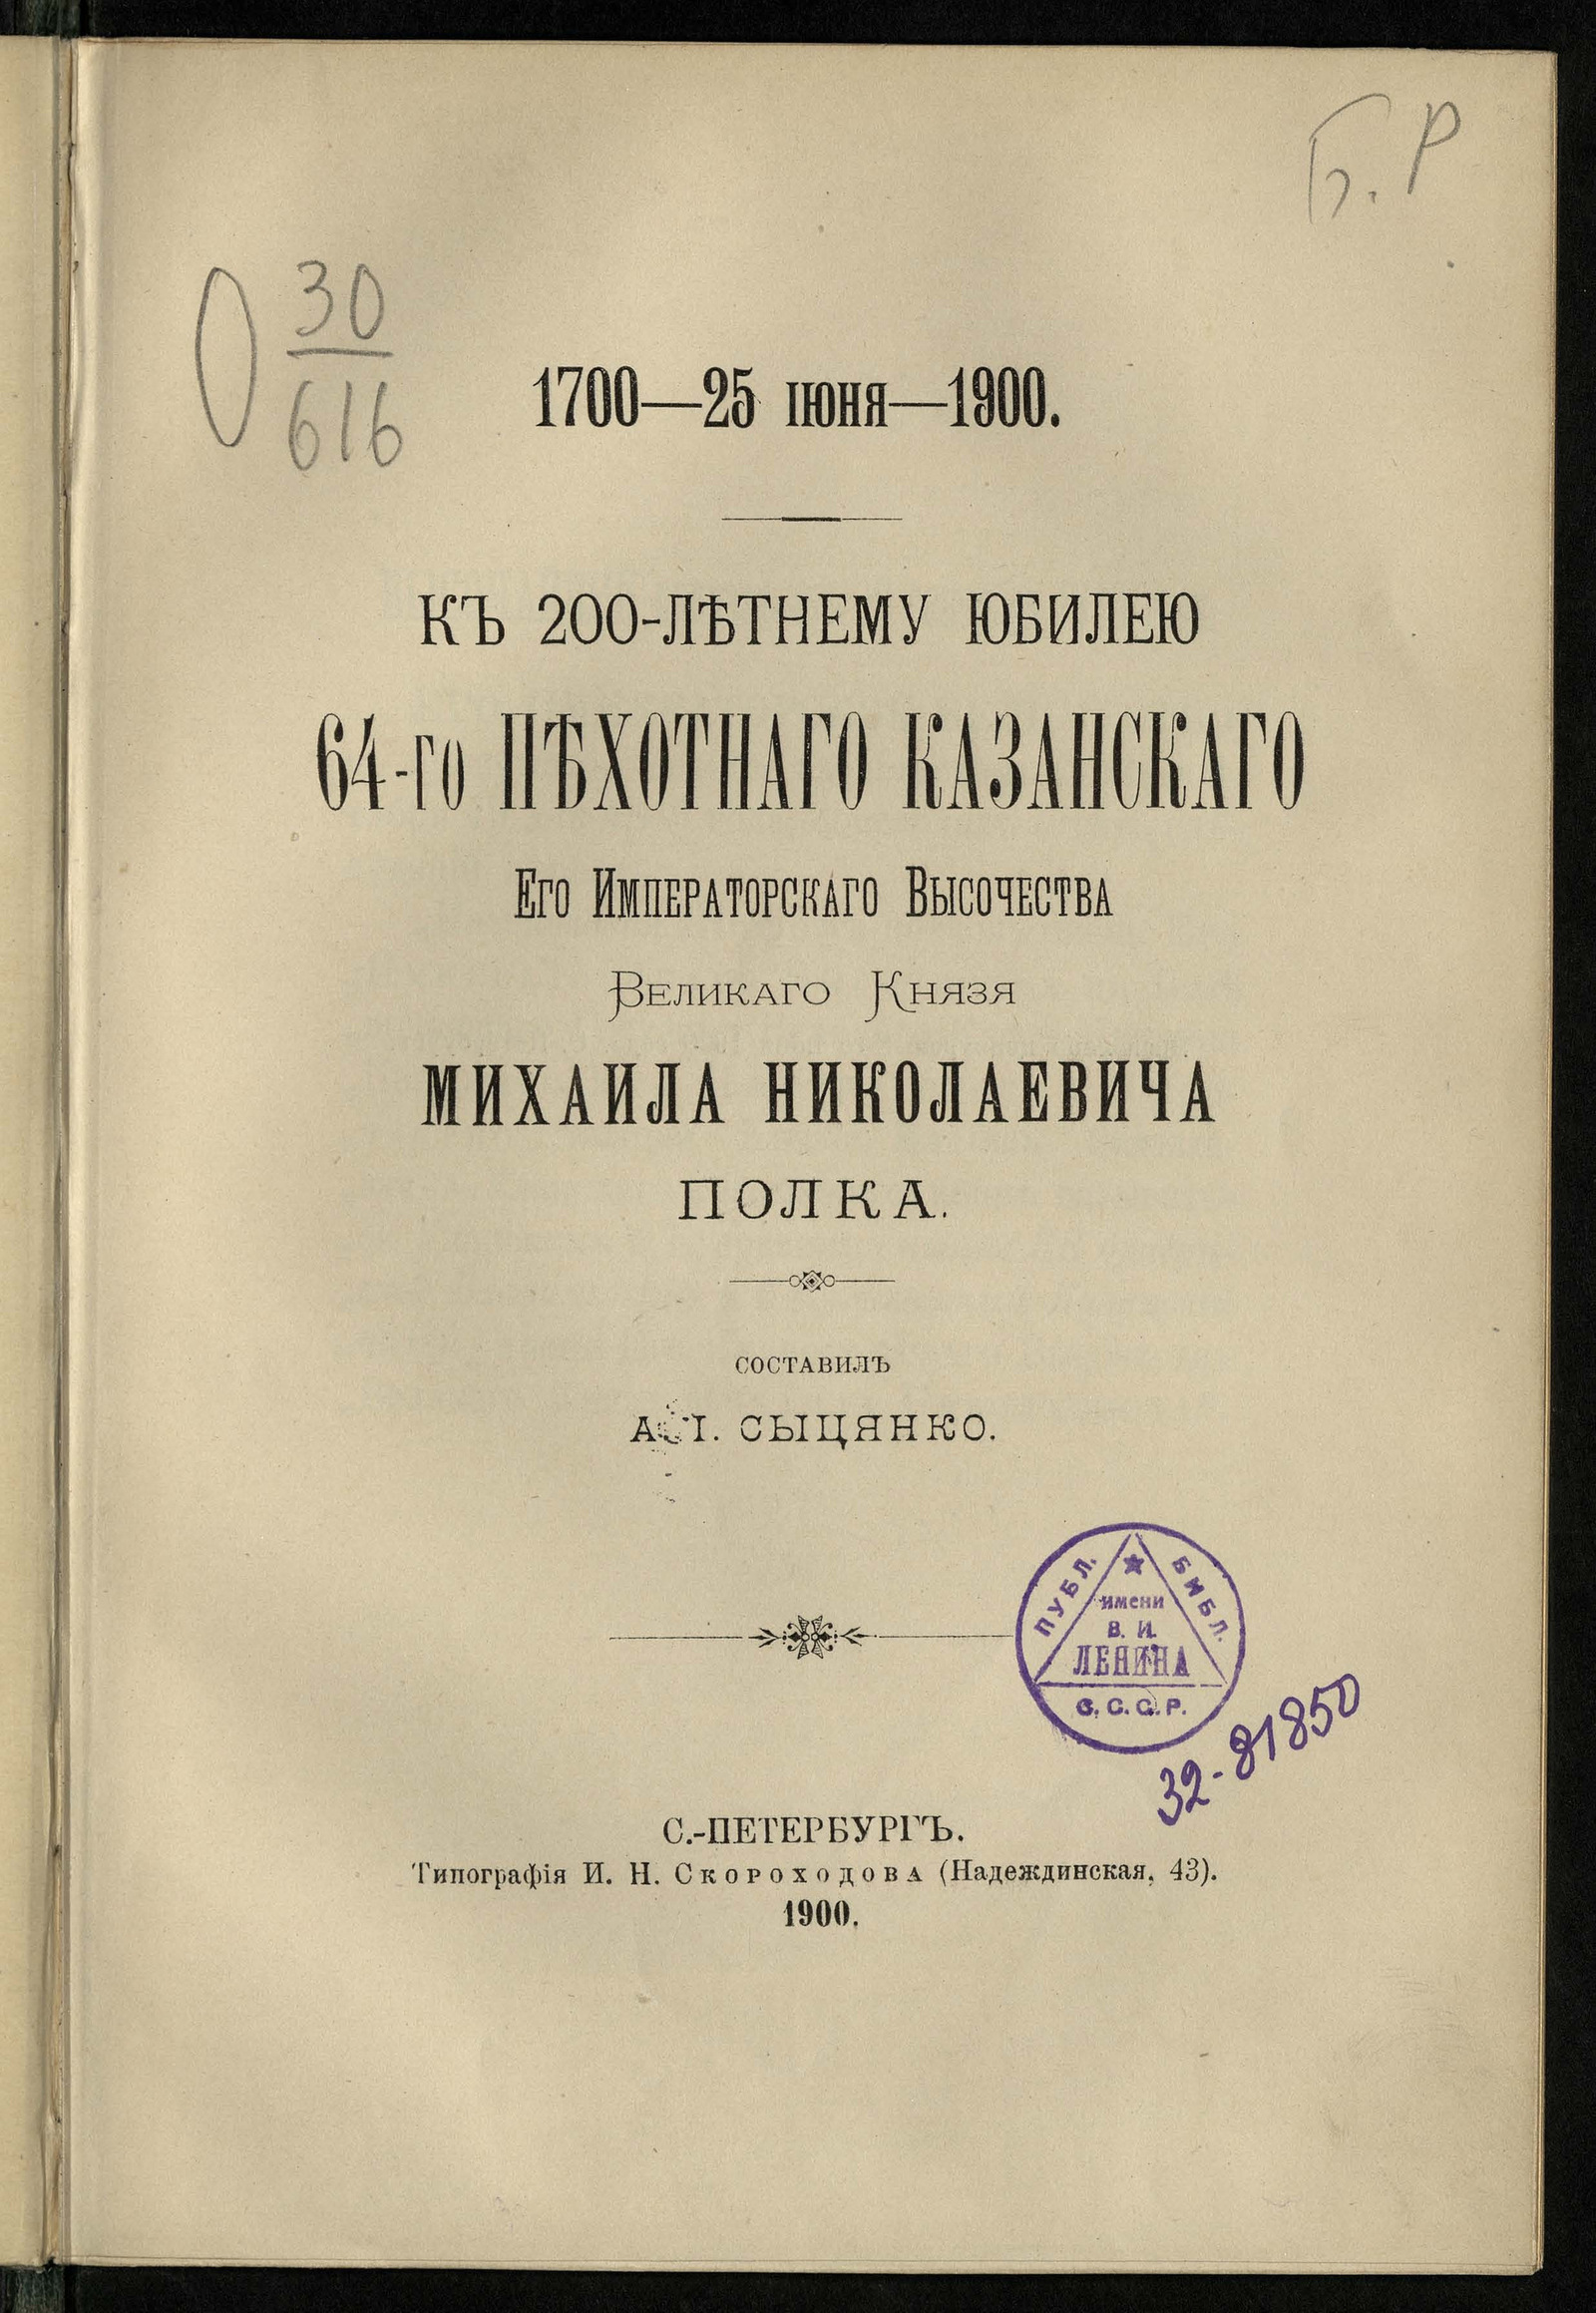 Б. Р
О 30
616
1700—25 іюня—1900.
КЪ 200-ЛѢТНЕМУ ЮБИЛЕЮ
64-го ПѢХОТНАГО КАЗАНСКАГО
Его Императорскаго Высочества
Великаго Князя
МИХАИЛА НИКОЛАЕВИЧА
ПОЛКА.
СОСТАВИЛЪ
СЫЦЯНКО.
ПУБЛ. БИБЛ.
имени
В. И.
ЛЕНИНА
С. С. С. Р.
32-81850
С.-ПЕТЕРБУРГЪ.
Типографія И. Н. Скороходова (Надеждинская, 43).
1900.